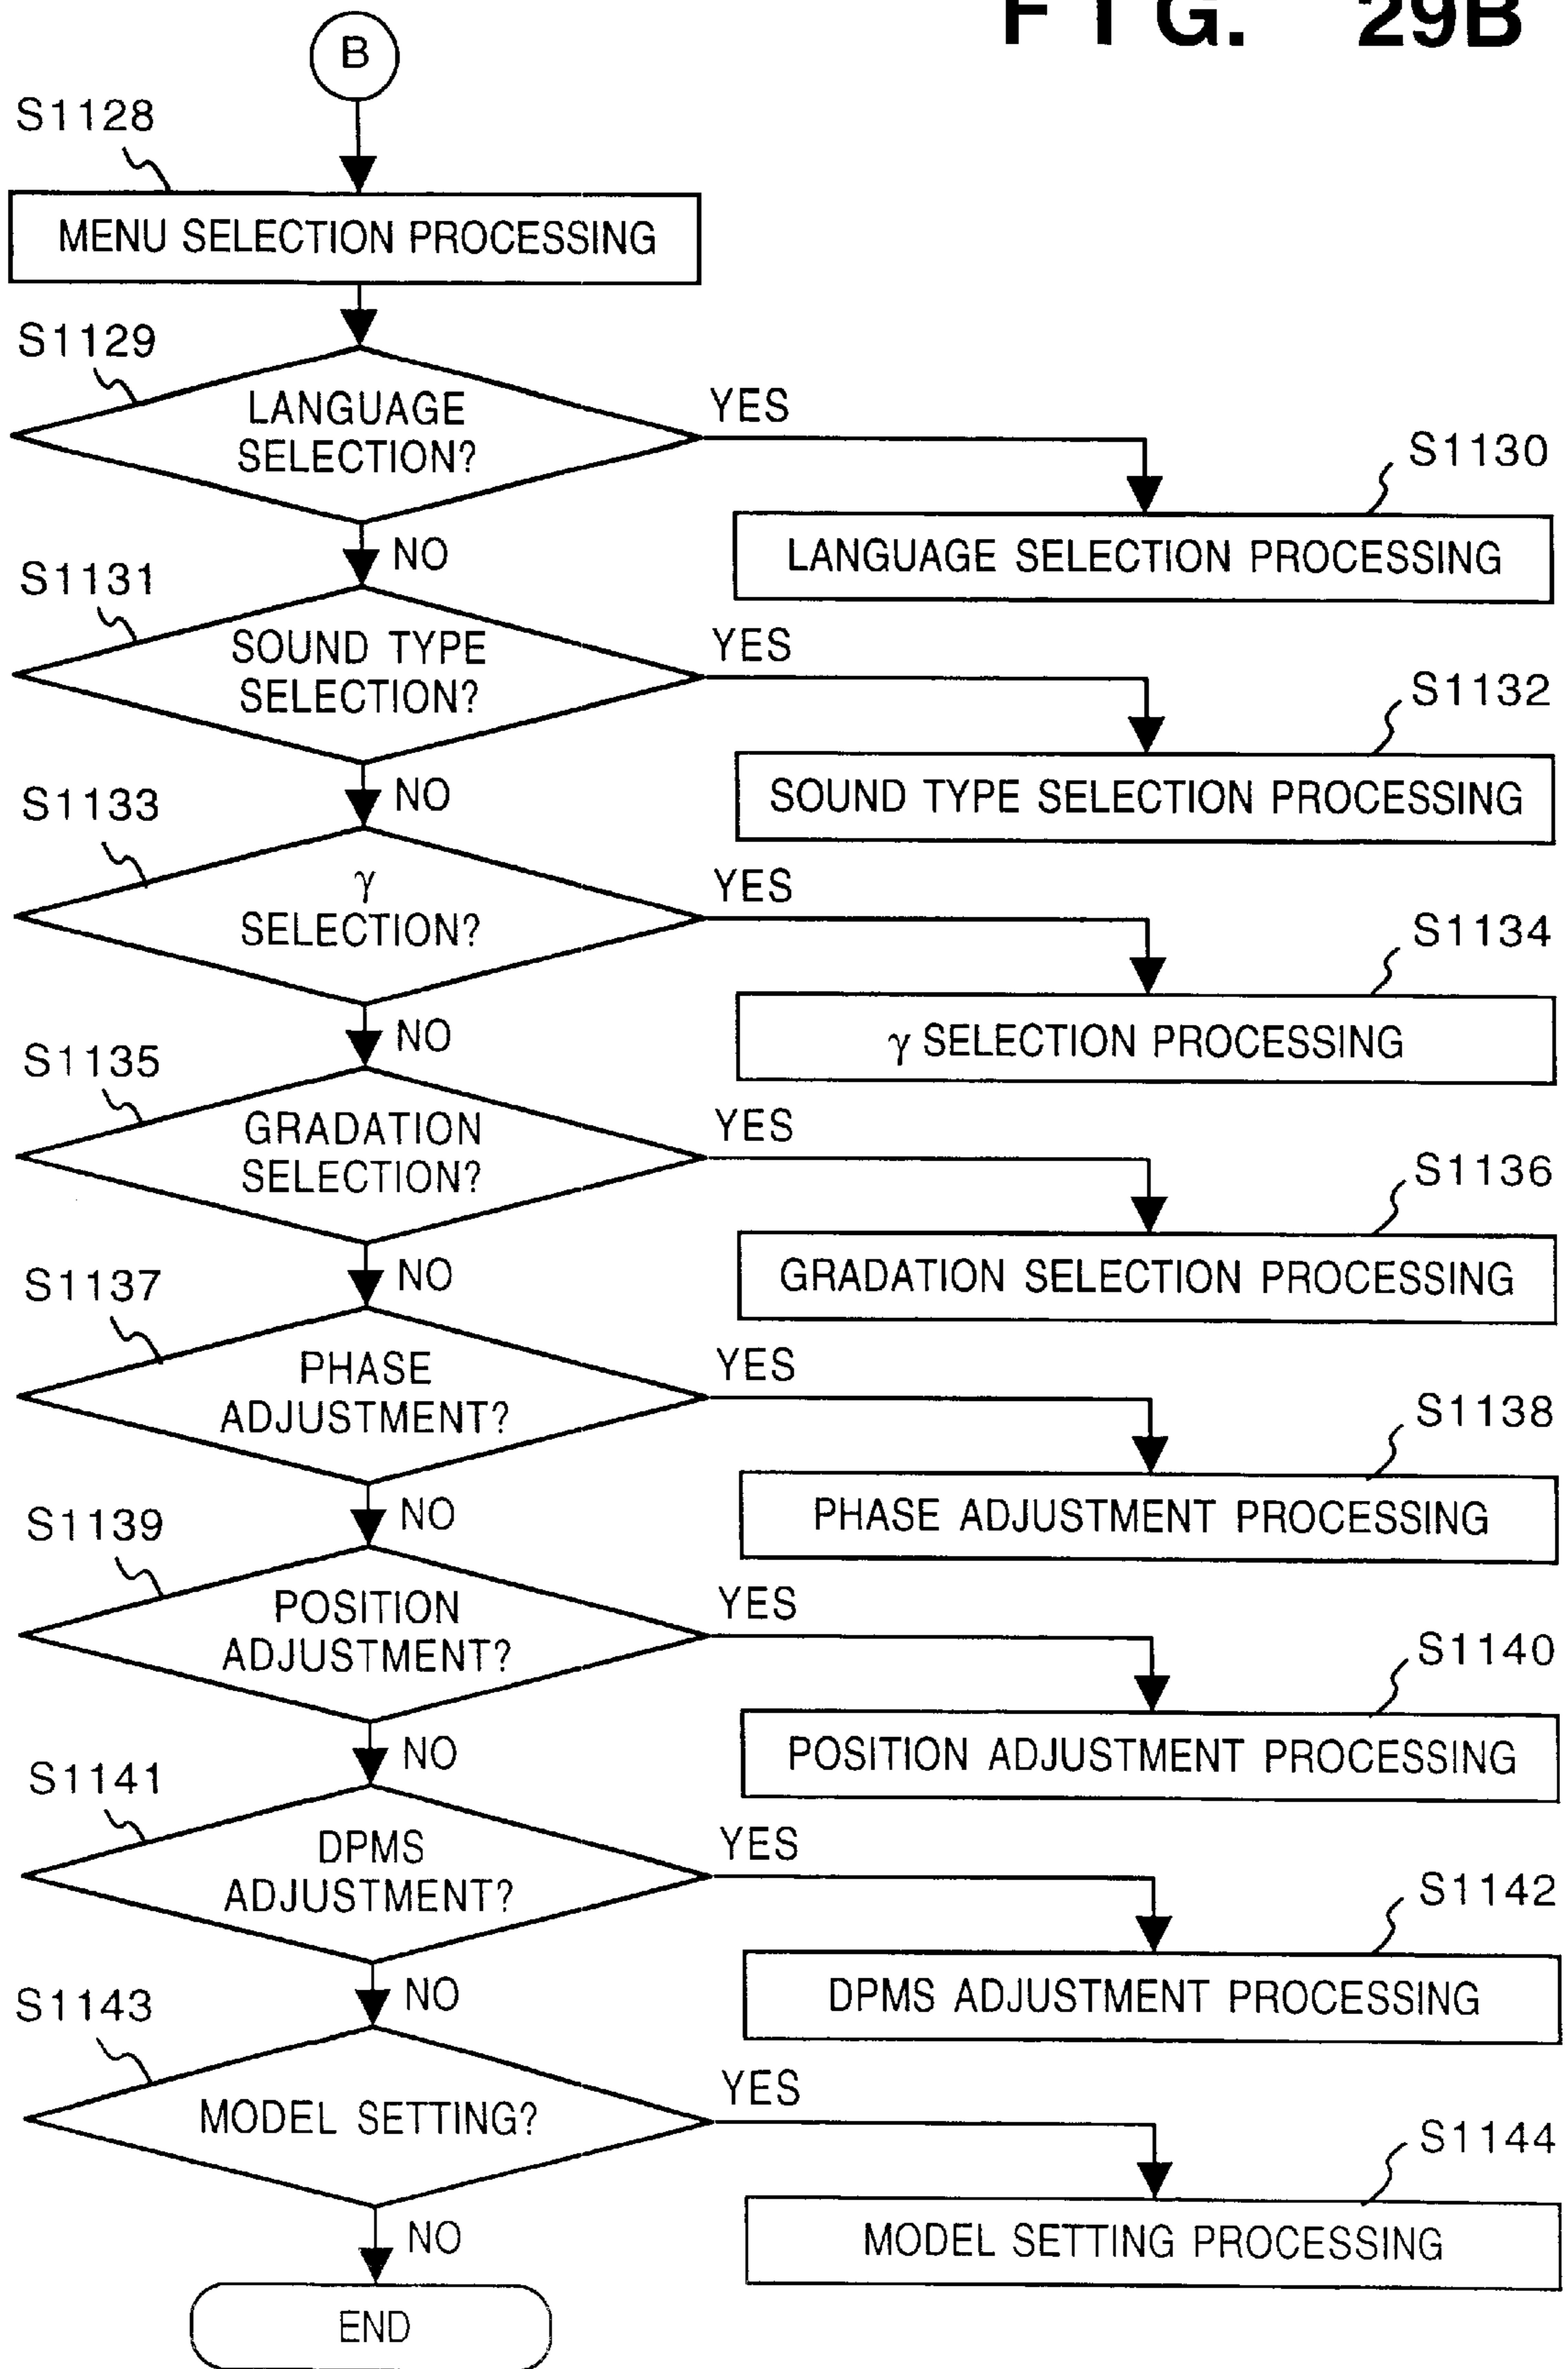 FIG. 29B
B
S1128
MENU SELECTION PROCESSING
S1129
LANGUAGE
SELECTION?
YES
S1130
LANGUAGE SELECTION PROCESSING
NO
S1131
SOUND TYPE
SELECTION?
YES
S1132
SOUND TYPE SELECTION PROCESSING
NO
S1133
γ
SELECTION?
YES
S1134
γ SELECTION PROCESSING
NO
S1135
GRADATION
SELECTION?
YES
S1136
GRADATION SELECTION PROCESSING
NO
S1137
PHASE
ADJUSTMENT?
YES
S1138
PHASE ADJUSTMENT PROCESSING
NO
S1139
POSITION
ADJUSTMENT?
YES
S1140
POSITION ADJUSTMENT PROCESSING
NO
S1141
DPMS
ADJUSTMENT?
YES
S1142
DPMS ADJUSTMENT PROCESSING
NO
S1143
MODEL SETTING?
YES
S1144
MODEL SETTING PROCESSING
NO
END